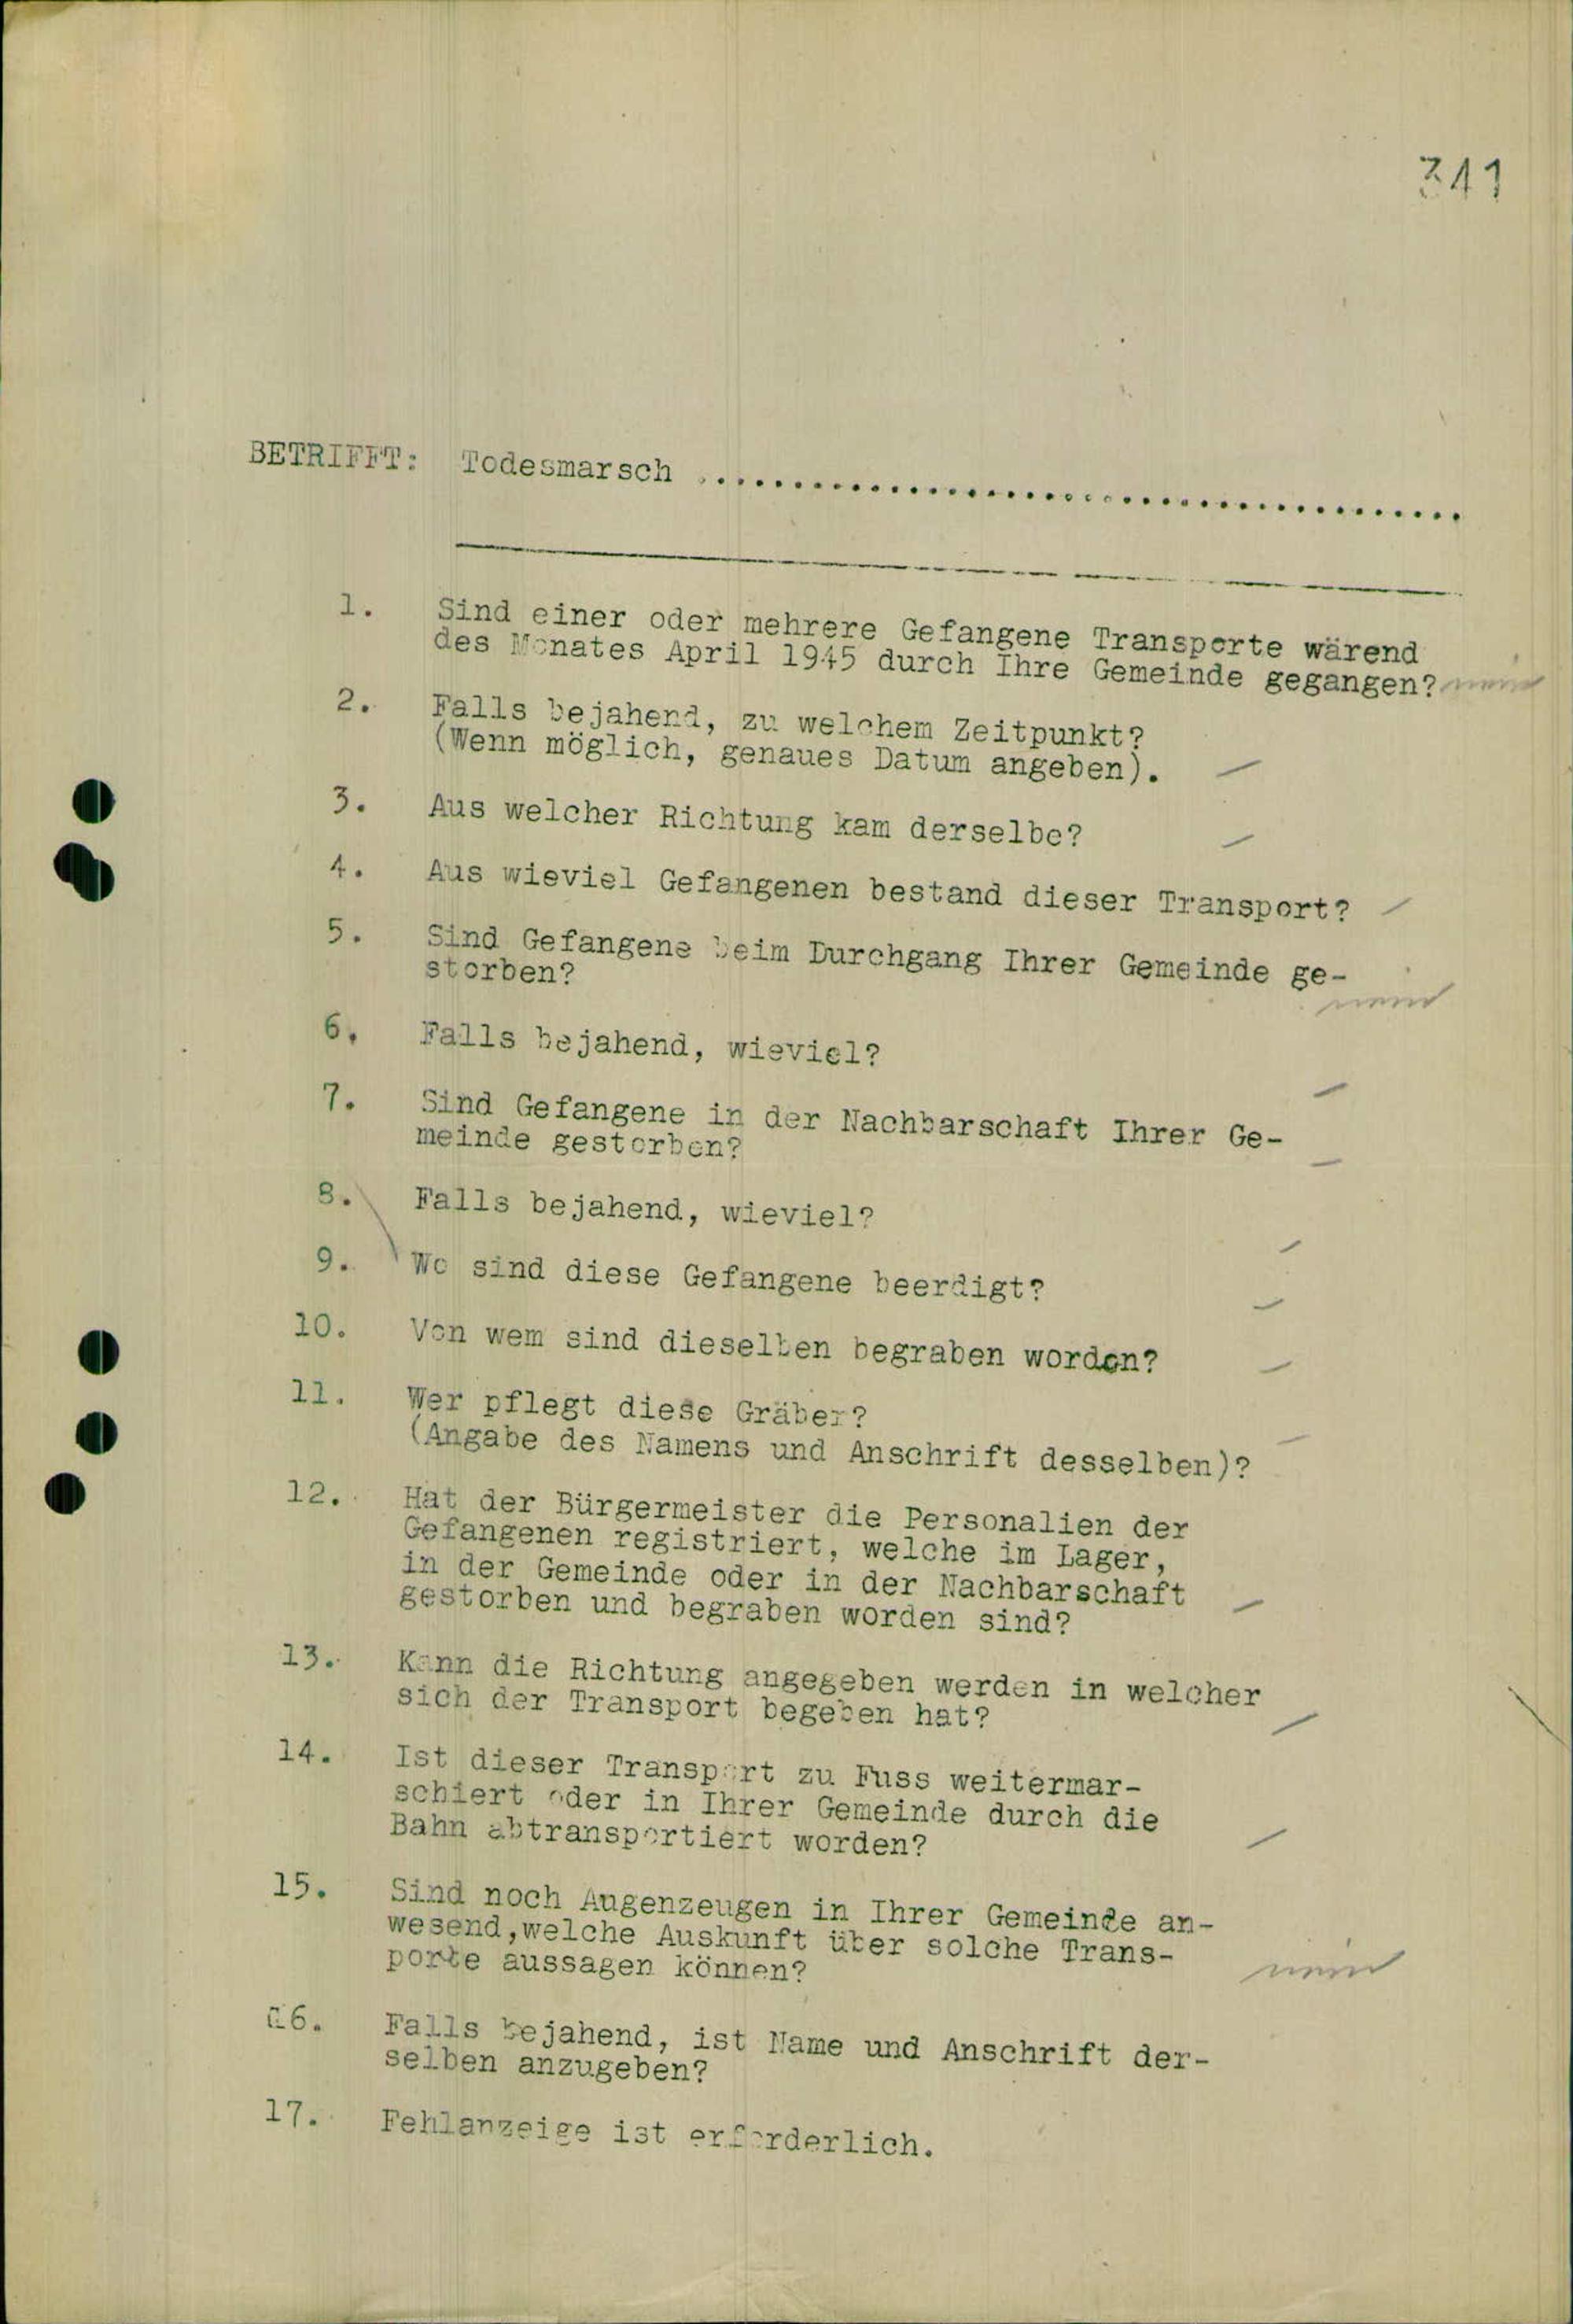 341
BETRIFFT: Todesmarsch ........................................
1. Sind einer oder mehrere Gefangene Transporte wärend
des Monates April 1945 durch Ihre Gemeinde gegangen? nein
2. Falls bejahend, zu welchem Zeitpunkt?
(Wenn möglich, genaues Datum angeben). —
3. Aus welcher Richtung kam derselbe? —
4. Aus wieviel Gefangenen bestand dieser Transport? —
5. Sind Gefangene beim Durchgang Ihrer Gemeinde ge-
storben? nein
6. Falls bejahend, wieviel? —
7. Sind Gefangene in der Nachbarschaft Ihrer Ge-
meinde gestorben? —
8. Falls bejahend, wieviel? —
9. Wo sind diese Gefangene beerdigt? —
10. Von wem sind dieselben begraben worden? —
11. Wer pflegt diese Gräber?
(Angabe des Namens und Anschrift desselben)? —
12. Hat der Bürgermeister die Personalien der
Gefangenen registriert, welche im Lager,
in der Gemeinde oder in der Nachbarschaft
gestorben und begraben worden sind? —
13. Kann die Richtung angegeben werden in welcher
sich der Transport begeben hat? —
14. Ist dieser Transport zu Fuss weitermar-
schiert oder in Ihrer Gemeinde durch die
Bahn abtransportiert worden? —
15. Sind noch Augenzeugen in Ihrer Gemeinde an-
wesend,welche Auskunft über solche Trans-
porte aussagen können? nein
16. Falls bejahend, ist Name und Anschrift der-
selben anzugeben?
17. Fehlanzeige ist erforderlich.